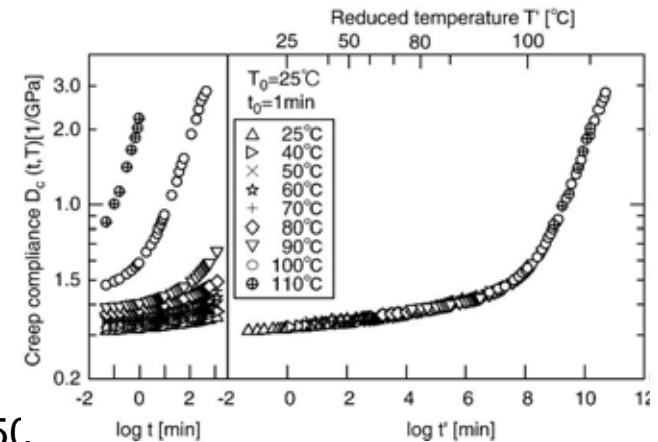 Reduced temperature T' [℃]
25 50 80 100
Creep compliance D_c (t,T)[1/GPa]
3.0
2.0
1.0
1.5
0.2
T₀=25℃
t₀=1min
25℃
40℃
50℃
60℃
70℃
80℃
90℃
100℃
110℃
-2 0 2 -2 0 2 4 6 8 10 12
log t [min] log t' [min]